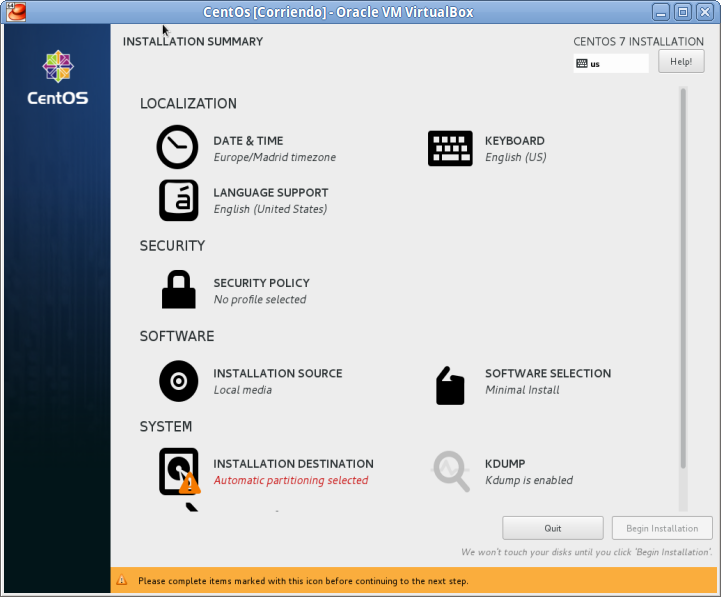 CentOs [Corriendo] - Oracle VM VirtualBox
INSTALLATION SUMMARY
CENTOS 7 INSTALLATION
us
Help!
CentOS
LOCALIZATION
DATE & TIME
Europe/Madrid timezone
KEYBOARD
English (US)
LANGUAGE SUPPORT
English (United States)
SECURITY
SECURITY POLICY
No profile selected
SOFTWARE
INSTALLATION SOURCE
Local media
SOFTWARE SELECTION
Minimal Install
SYSTEM
INSTALLATION DESTINATION
Automatic partitioning selected
KDUMP
Kdump is enabled
Quit
Begin Installation
We won't touch your disks until you click 'Begin Installation'.
Please complete items marked with this icon before continuing to the next step.